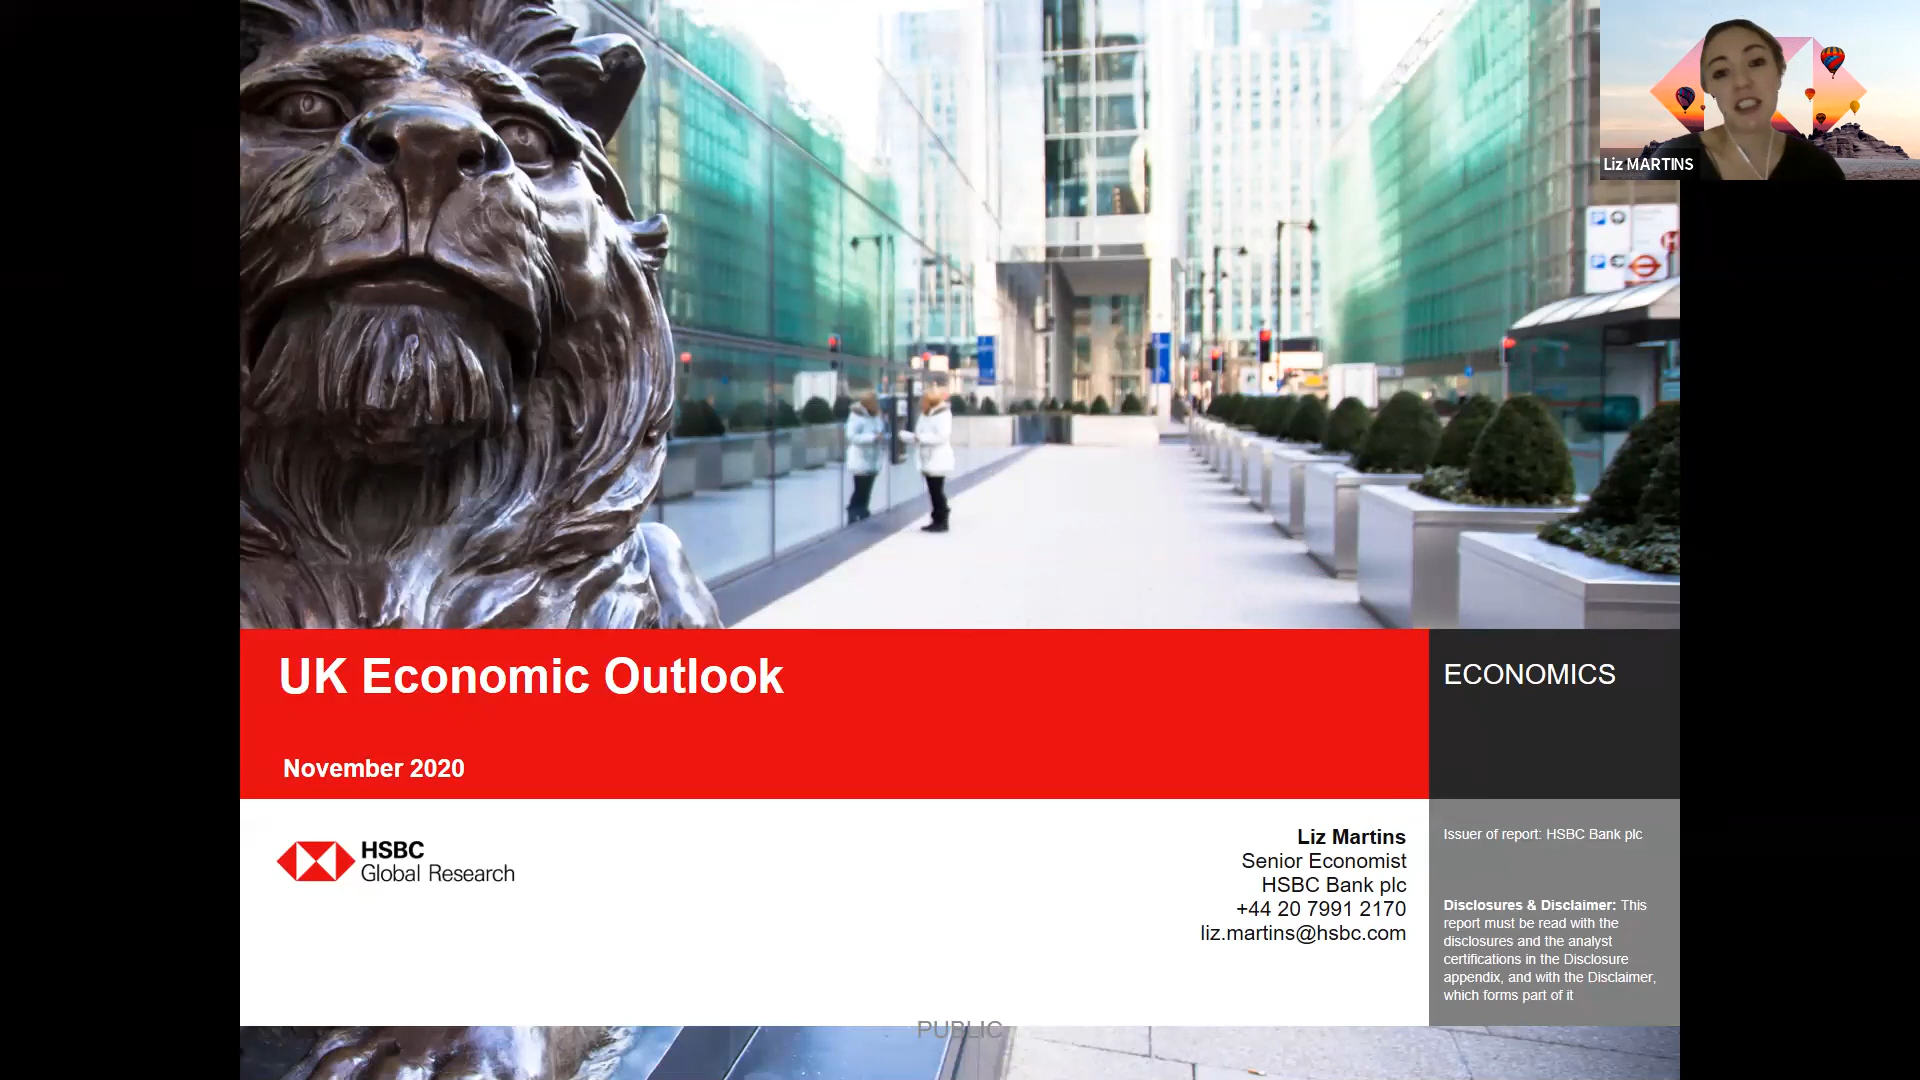 Liz MARTINS
UK Economic Outlook
November 2020
ECONOMICS
HSBC
Global Research
Liz Martins
Senior Economist
HSBC Bank plc
+44 20 7991 2170
liz.martins@hsbc.com
Issuer of report: HSBC Bank plc
Disclosures & Disclaimer: This
report must be read with the
disclosures and the analyst
certifications in the Disclosure
appendix, and with the Disclaimer,
which forms part of it
PUBLIC